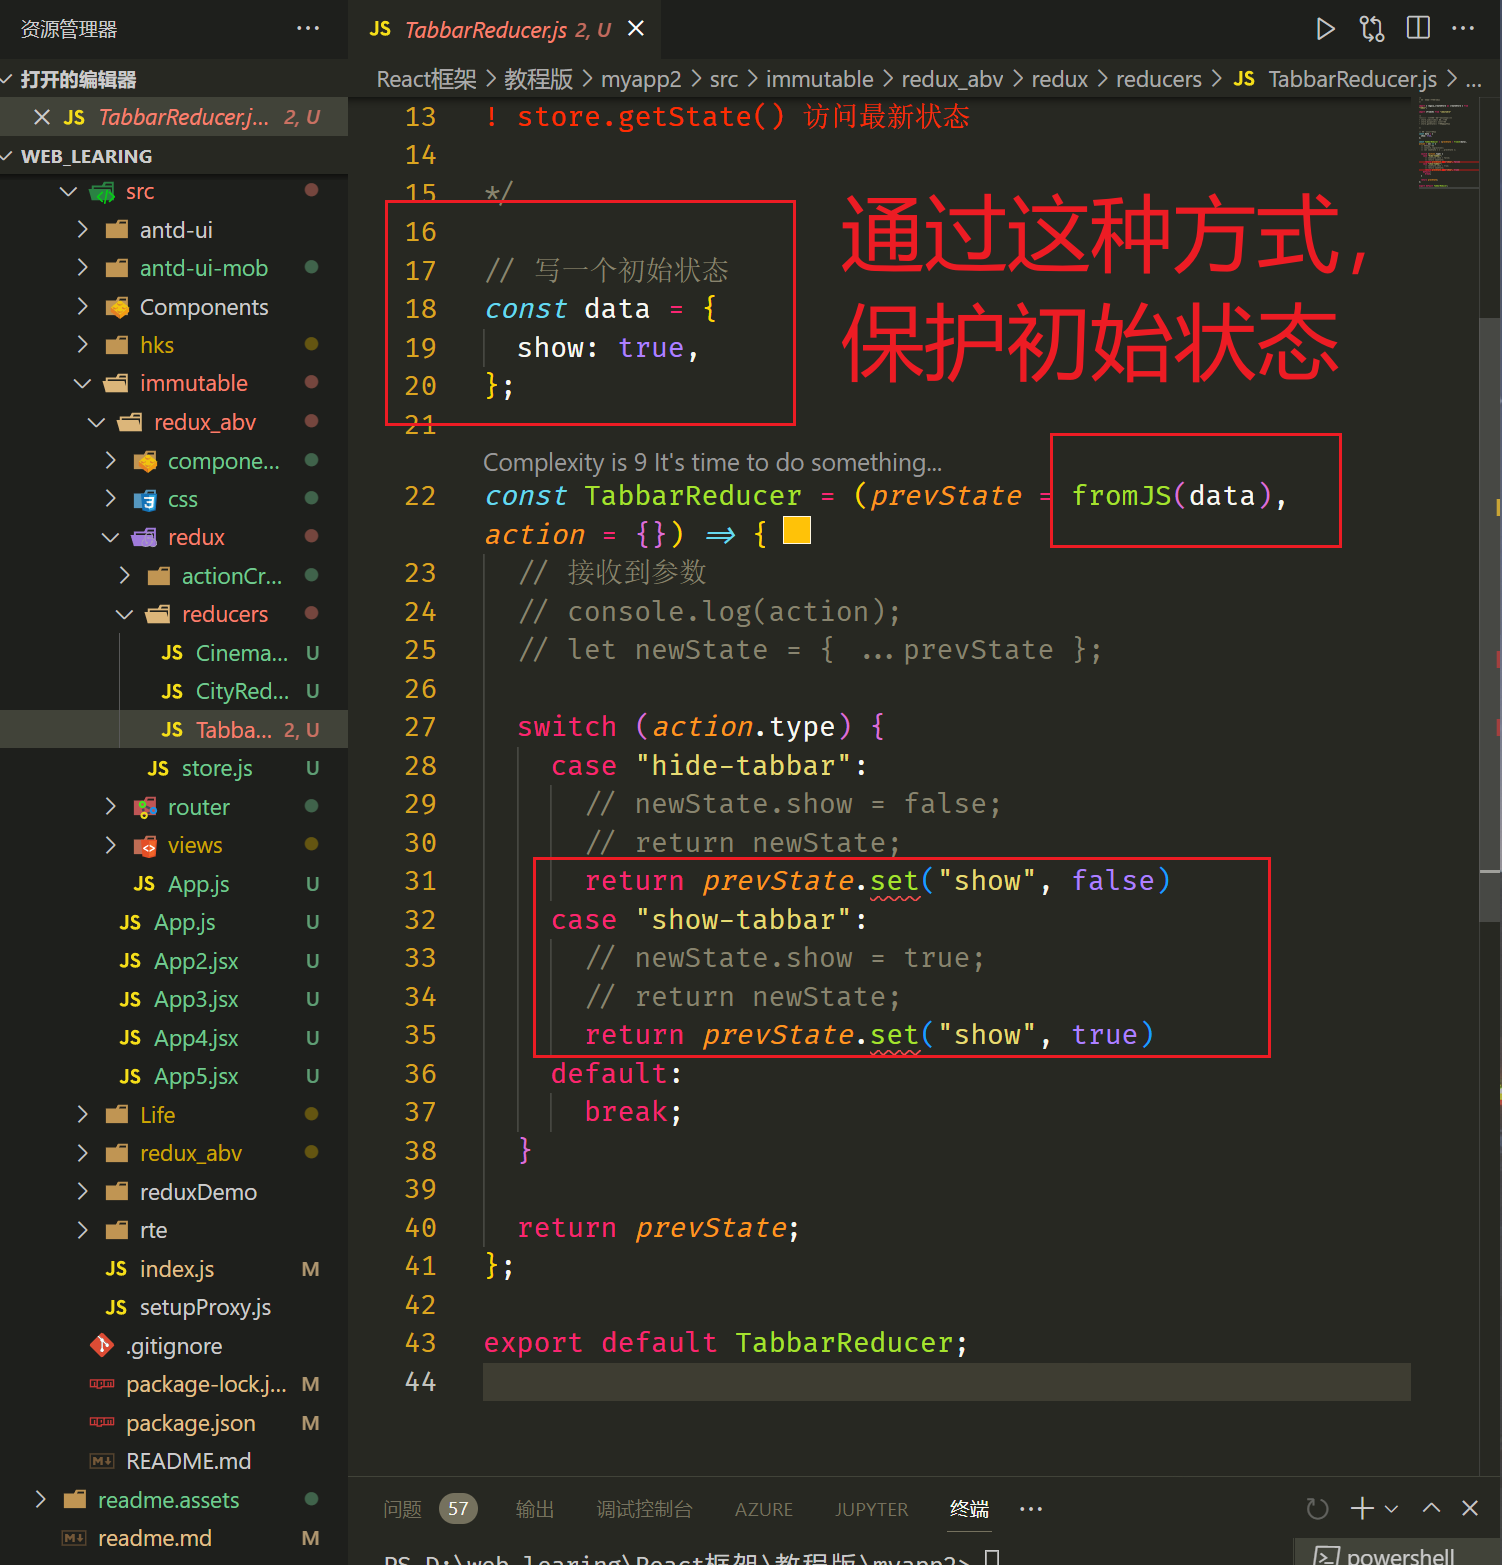 资源管理器 ···
JS TabbarReducer.js 2, U
打开的编辑器
JS TabbarReducer.j... 2, U
WEB_LEARING
src
antd-ui
antd-ui-mob
Components
hks
immutable
redux_abv
compone...
css
redux
actionCr...
reducers
JS Cinema... U
JS CityRed... U
JS Tabba... 2, U
JS store.js U
router
views
JS App.js U
JS App.js U
JS App2.jsx U
JS App3.jsx U
JS App4.jsx U
JS App5.jsx U
Life
redux_abv
reduxDemo
rte
JS index.js M
JS setupProxy.js
.gitignore
package-lock.j... M
package.json M
README.md
readme.assets
readme.md M
React框架 > 教程版 > myapp2 > src > immutable > redux_abv > redux > reducers > JS TabbarReducer.js > ...
13 ! store.getState() 访问最新状态
14
15 */
16
17 // 写一个初始状态
18 const data = {
19 show: true,
20 };
21
通过这种方式，
保护初始状态
Complexity is 9 It's time to do something...
22 const TabbarReducer = (prevState = fromJS(data),
action = {}) => {
23 // 接收到参数
24 // console.log(action);
25 // let newState = { ...prevState };
26
27 switch (action.type) {
28 case "hide-tabbar":
29 // newState.show = false;
30 // return newState;
31 return prevState.set("show", false)
32 case "show-tabbar":
33 // newState.show = true;
34 // return newState;
35 return prevState.set("show", true)
36 default:
37 break;
38 }
39
40 return prevState;
41 };
42
43 export default TabbarReducer;
44
问题 57 输出 调试控制台 AZURE JUPYTER 终端 ···
PS D:\web_learing\React框架\教程版\myapp2>
powershell